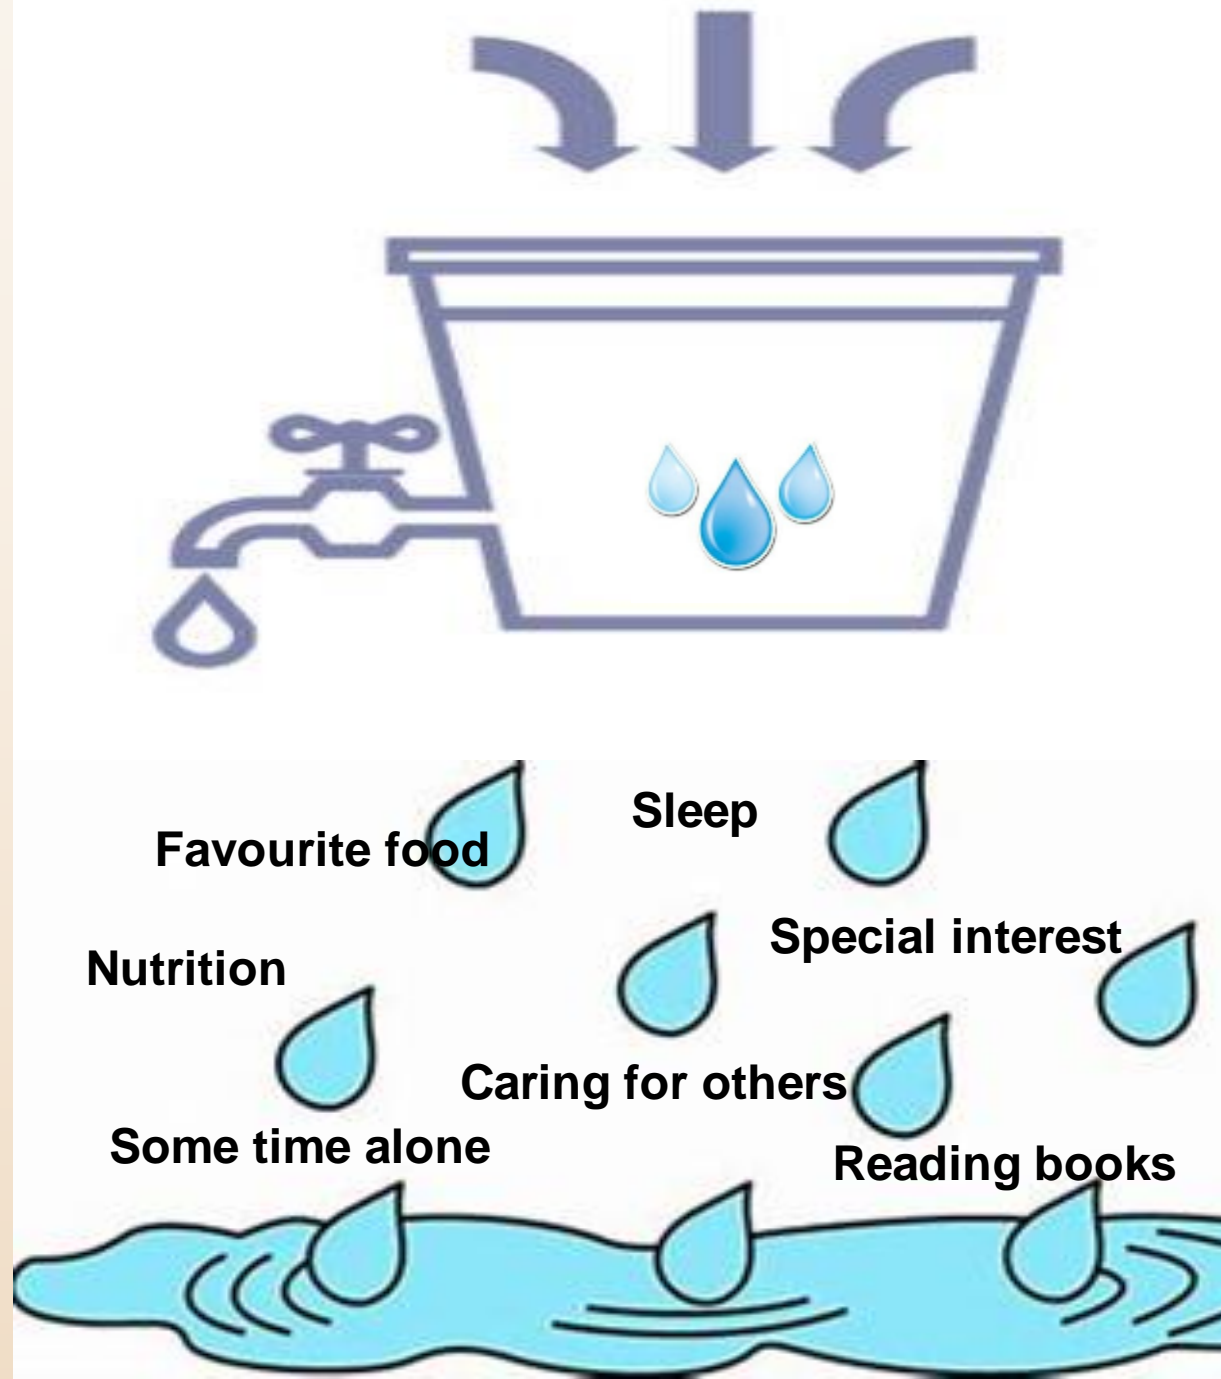 Sleep
Favourite food
Special interest
Nutrition
Caring for others
Some time alone
Reading books